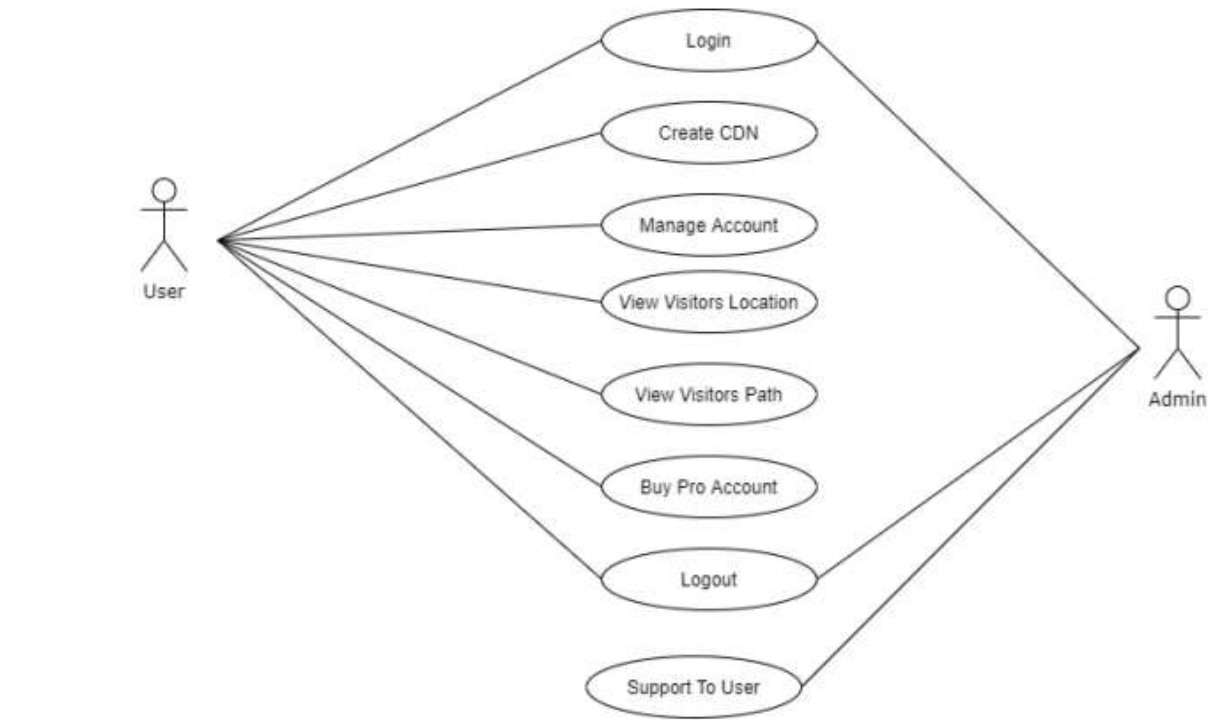 Login
Create CDN
Manage Account
User
View Visitors Location
View Visitors Path
Admin
Buy Pro Account
Logout
Support To User